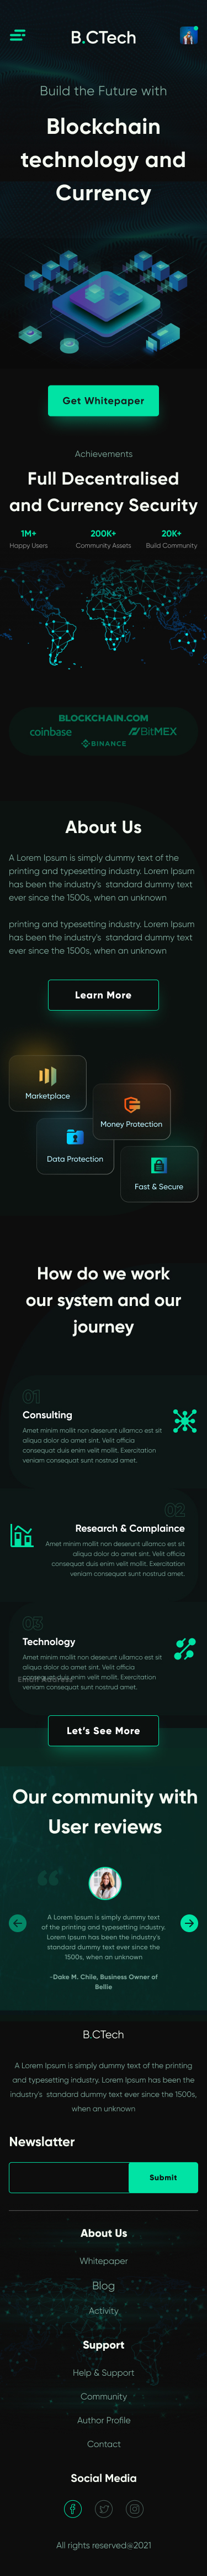 B.CTech
Build the Future with
Blockchain
technology and
Currency
Get Whitepaper
Achievements
Full Decentralised
and Currency Security
1M+
200K+
20K+
Happy Users
Community Assets
Build Community
BLOCKCHAIN.COM
coinbase
BitMEX
BINANCE
About Us
A Lorem Ipsum is simply dummy text of the
printing and typesetting industry. Lorem Ipsum
has been the industry's standard dummy text
ever since the 1500s, when an unknown
printing and typesetting industry. Lorem Ipsum
has been the industry's standard dummy text
ever since the 1500s, when an unknown
Learn More
Marketplace
Money Protection
Data Protection
Fast & Secure
How do we work
our system and our
journey
01
Consulting
Amet minim mollit non deserunt ullamco est sit
aliqua dolor do amet sint. Velit officia
consequat duis enim velit mollit. Exercitation
veniam consequat sunt nostrud amet.
02
Research & Complaince
Amet minim mollit non deserunt ullamco est sit
aliqua dolor do amet sint. Velit officia
consequat duis enim velit mollit. Exercitation
veniam consequat sunt nostrud amet.
03
Technology
Amet minim mollit non deserunt ullamco est sit
aliqua dolor do amet sint. Velit officia
consequat duis enim velit mollit. Exercitation
veniam consequat sunt nostrud amet.
Let's See More
Our community with
User reviews
A Lorem Ipsum is simply dummy text
of the printing and typesetting industry.
Lorem Ipsum has been the industry's
standard dummy text ever since the
1500s, when an unknown
-Dake M. Chile, Business Owner of
Bellie
B.CTech
A Lorem Ipsum is simply dummy text of the printing
and typesetting industry. Lorem Ipsum has been the
industry's standard dummy text ever since the 1500s,
when an unknown
Newslatter
Submit
About Us
Whitepaper
Blog
Activity
Support
Help & Support
Community
Author Profile
Contact
Social Media
All rights reserved@2021